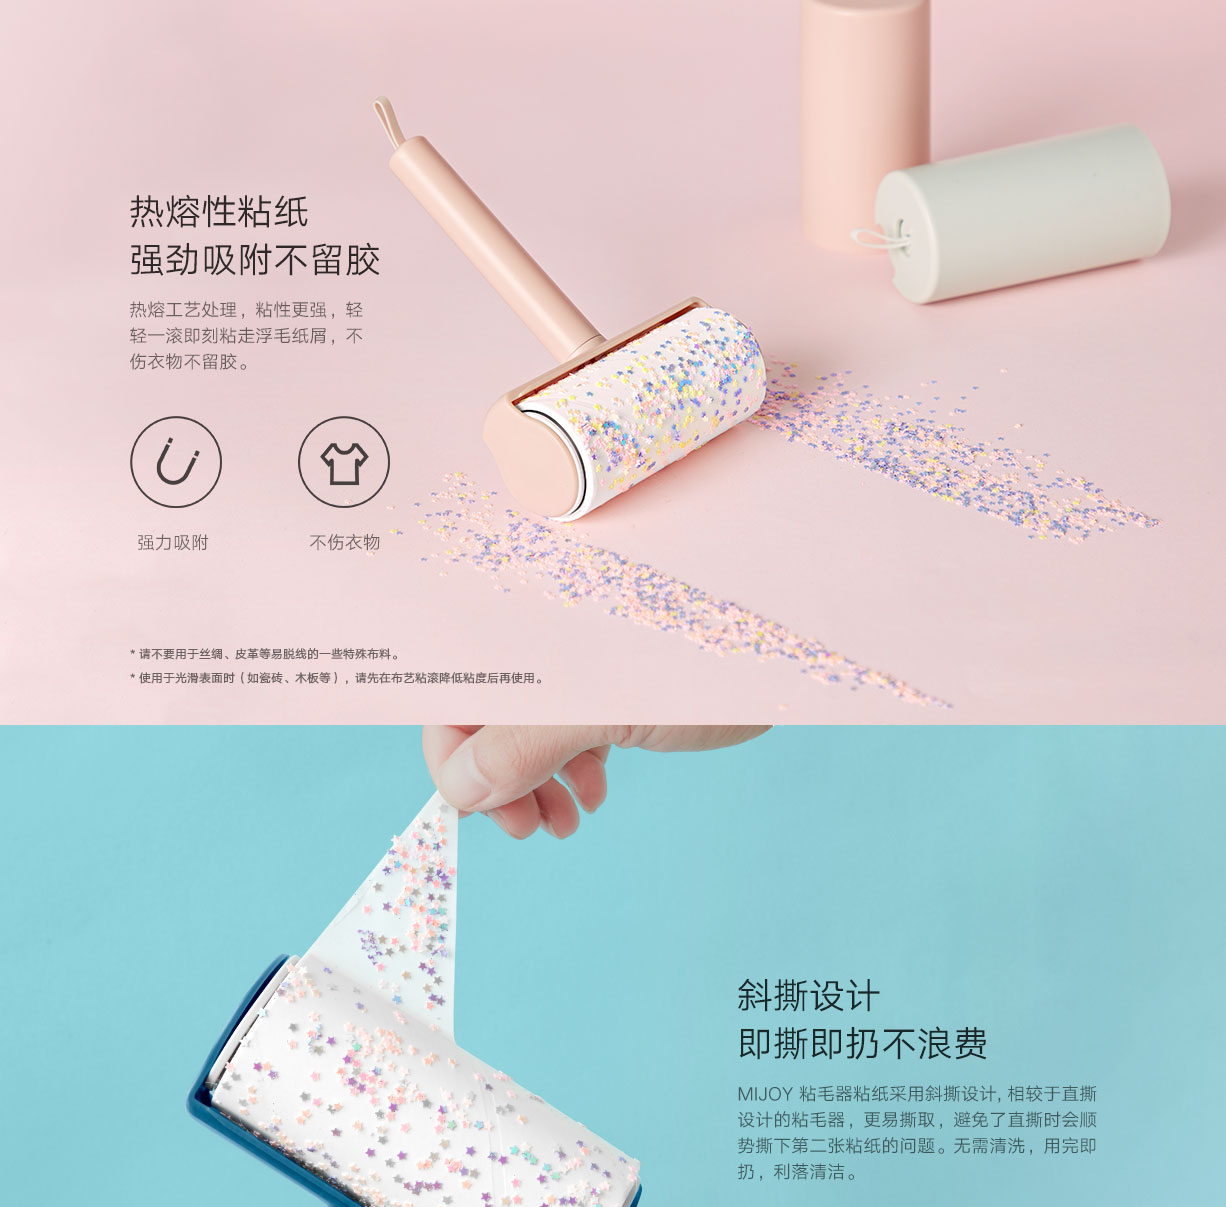 热熔性粘纸
强劲吸附不留胶
热熔工艺处理，粘性更强，轻
轻一滚即刻粘走浮毛纸屑，不
伤衣物不留胶。
强力吸附
不伤衣物
* 请不要用于丝绸、皮革等易脱线的一些特殊布料。
* 使用于光滑表面时（如瓷砖、木板等），请先在布艺粘滚降低粘度后再使用。
斜撕设计
即撕即扔不浪费
MIJOY 粘毛器粘纸采用斜撕设计, 相较于直撕
设计的粘毛器，更易撕取，避免了直撕时会顺
势撕下第二张粘纸的问题。无需清洗，用完即
扔，利落清洁。